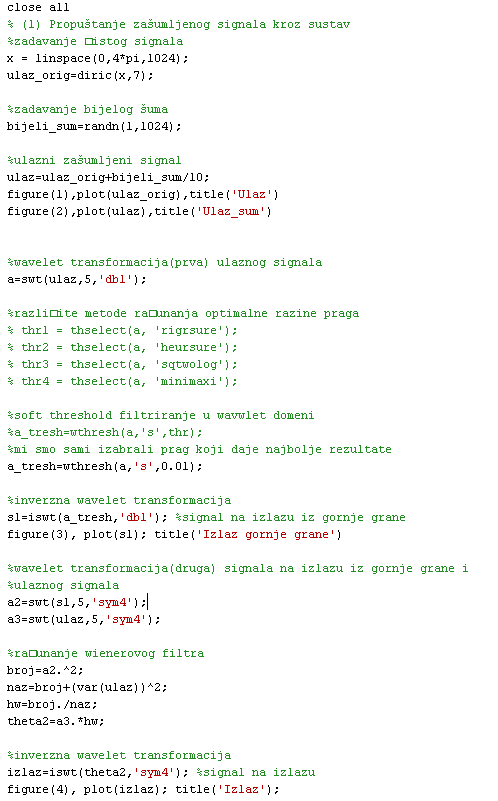 close all
% (1) Propuštanje zašumljenog signala kroz sustav
%zadavanje □istog signala
x = linspace(0,4*pi,1024);
ulaz_orig=diric(x,7);
%zadavanje bijelog šuma
bijeli_sum=randn(1,1024);
%ulazni zašumljeni signal
ulaz=ulaz_orig+bijeli_sum/10;
figure(1),plot(ulaz_orig),title('Ulaz')
figure(2),plot(ulaz),title('Ulaz_sum')
%wavelet transformacija(prva) ulaznog signala
a=swt(ulaz,5,'db1');
%razli□ite metode ra□unanja optimalne razine praga
% thr1 = thselect(a, 'rigrsure');
% thr2 = thselect(a, 'heursure');
% thr3 = thselect(a, 'sqtwolog');
% thr4 = thselect(a, 'minimaxi');
%soft threshold filtriranje u wavwlet domeni
%a_tresh=wthresh(a,'s',thr);
%mi smo sami izabrali prag koji daje najbolje rezultate
a_tresh=wthresh(a,'s',0.01);
%inverzna wavelet transformacija
s1=iswt(a_tresh,'db1'); %signal na izlazu iz gornje grane
figure(3), plot(s1); title('Izlaz gornje grane')
%wavelet transformacija(druga) signala na izlazu iz gornje grane i
%ulaznog signala
a2=swt(s1,5,'sym4');
a3=swt(ulaz,5,'sym4');
%ra□unanje wienerovog filtra
broj=a2.^2;
naz=broj+(var(ulaz))^2;
hw=broj./naz;
theta2=a3.*hw;
%inverzna wavelet transformacija
izlaz=iswt(theta2,'sym4'); %signal na izlazu
figure(4), plot(izlaz); title('Izlaz');